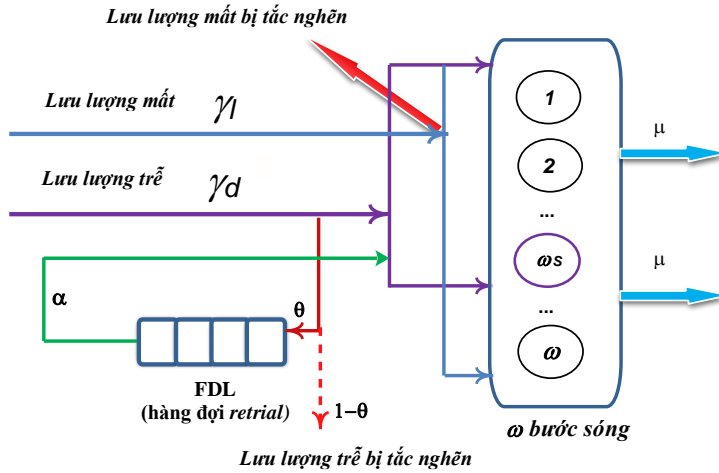 Lưu lượng mất bị tắc nghẽn
Lưu lượng mất
γl
Lưu lượng trễ
γd
α
θ
FDL
(hàng đợi retrial)
1−θ
Lưu lượng trễ bị tắc nghẽn
1
2
...
ωs
...
ω
ω bước sóng
μ
μ